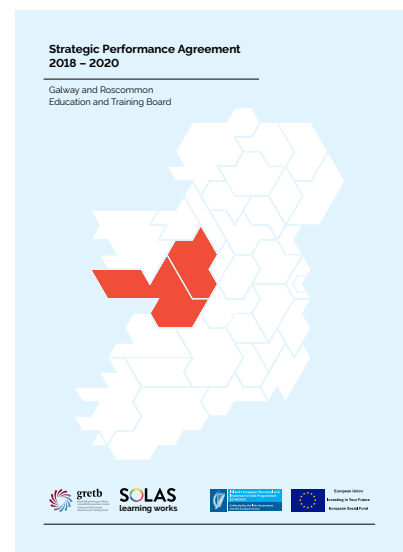 Strategic Performance Agreement
2018 – 2020
Galway and Roscommon
Education and Training Board
gretb
SOLAS
learning works
European Union
Investing in Your Future
European Social Fund